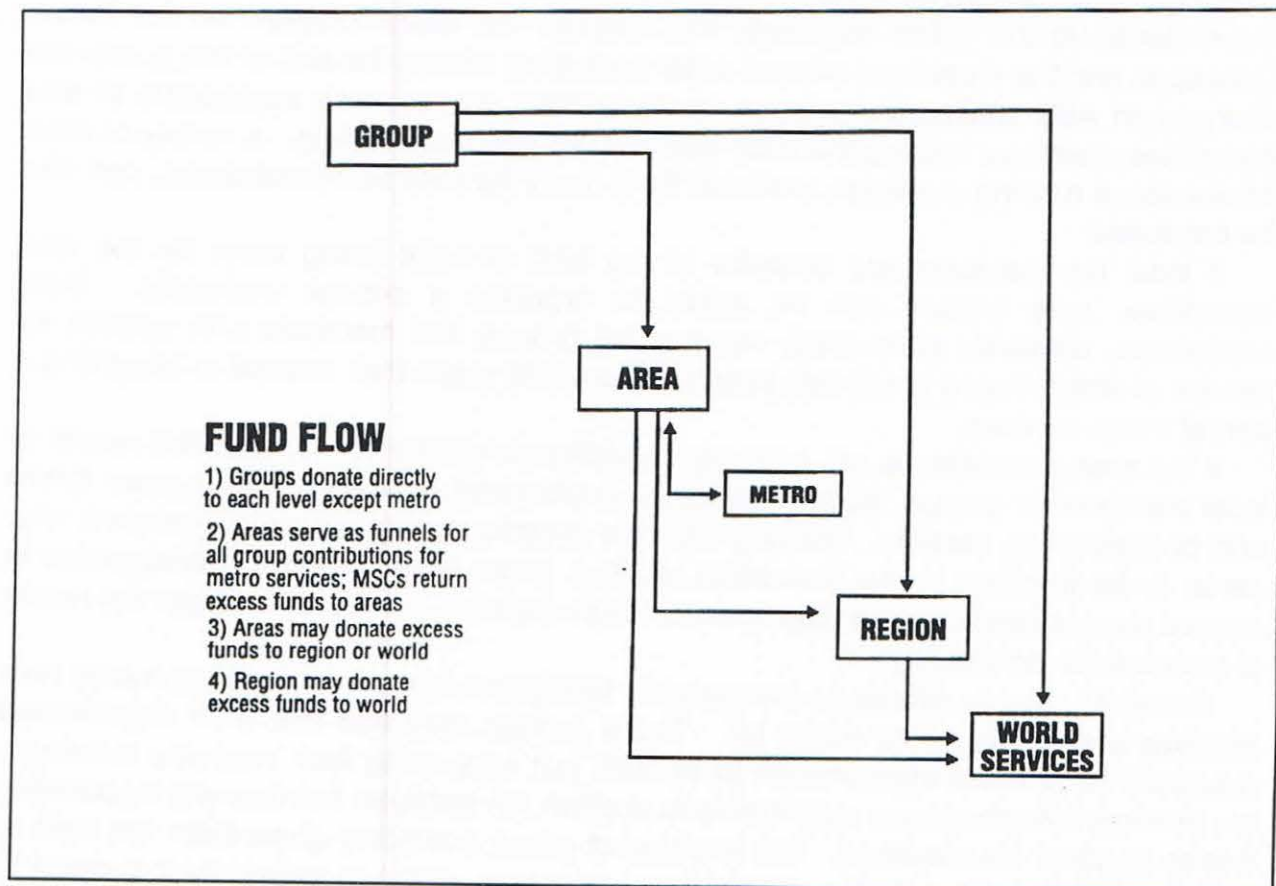 GROUP
AREA
FUND FLOW
1) Groups donate directly
to each level except metro
2) Areas serve as funnels for
all group contributions for
metro services; MSCs return
excess funds to areas
3) Areas may donate excess
funds to region or world
4) Region may donate
excess funds to world
METRO
REGION
WORLD
SERVICES